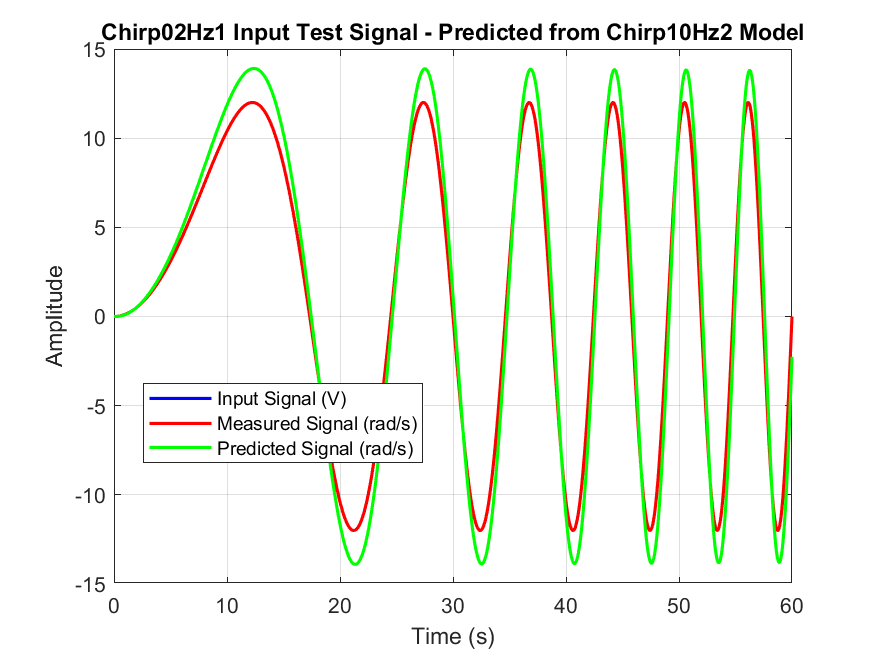 Chirp02Hz1 Input Test Signal - Predicted from Chirp10Hz2 Model
15
10
5
0
-5
-10
-15
Amplitude
Input Signal (V)
Measured Signal (rad/s)
Predicted Signal (rad/s)
0 10 20 30 40 50 60
Time (s)